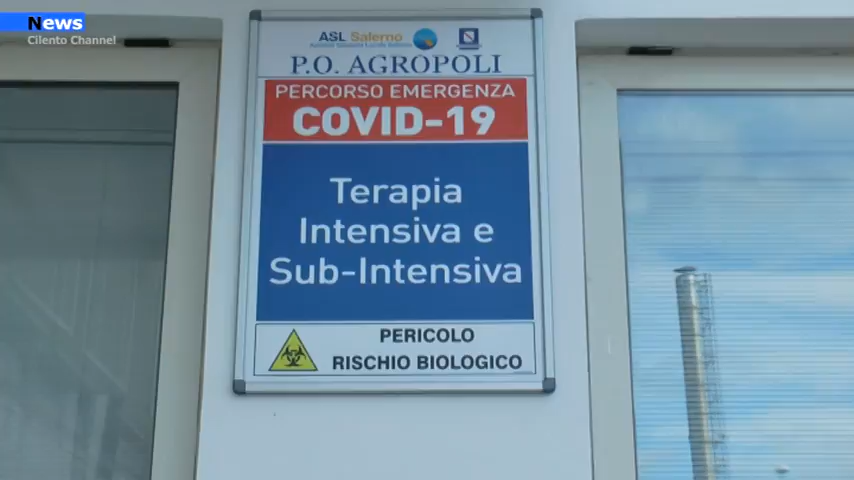 News
Cilento Channel
ASL Salerno
P.O. AGROPOLI
PERCORSO EMERGENZA
COVID-19
Terapia
Intensiva e
Sub-Intensiva
PERICOLO
RISCHIO BIOLOGICO